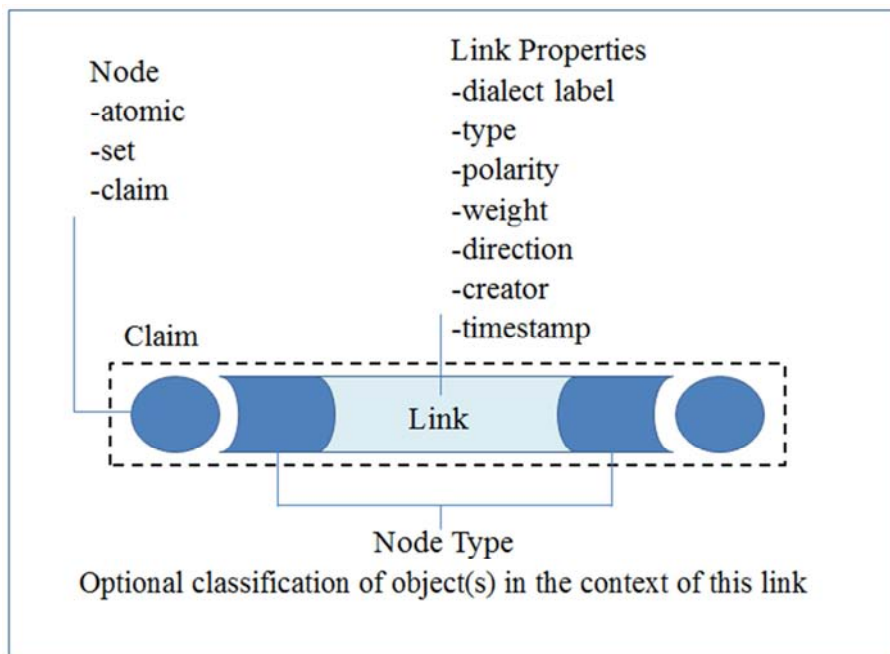 Node
-atomic
-set
-claim
Link Properties
-dialect label
-type
-polarity
-weight
-direction
-creator
-timestamp
Claim
Link
Node Type
Optional classification of object(s) in the context of this link